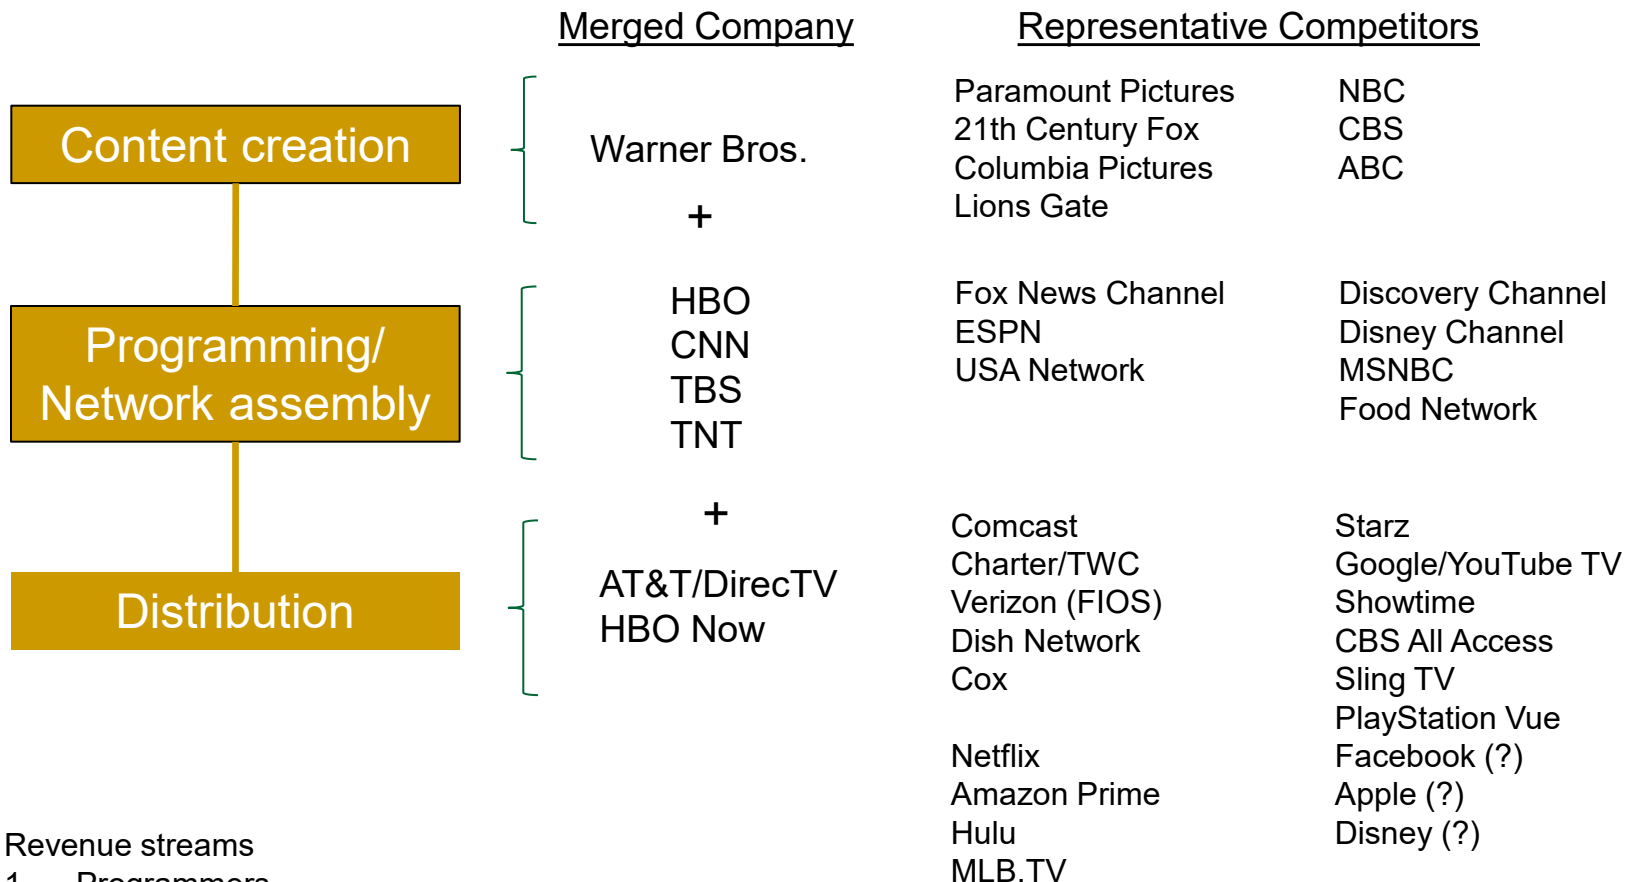 Merged Company
Representative Competitors
Content creation
Warner Bros.
+
Paramount Pictures
21th Century Fox
Columbia Pictures
Lions Gate
NBC
CBS
ABC
Programming/
Network assembly
HBO
CNN
TBS
TNT
+
Fox News Channel
ESPN
USA Network
Discovery Channel
Disney Channel
MSNBC
Food Network
Distribution
AT&T/DirecTV
HBO Now
Comcast
Charter/TWC
Verizon (FIOS)
Dish Network
Cox
Netflix
Amazon Prime
Hulu
MLB.TV
Starz
Google/YouTube TV
Showtime
CBS All Access
Sling TV
PlayStation Vue
Facebook (?)
Apple (?)
Disney (?)
Revenue streams
1 Programmers